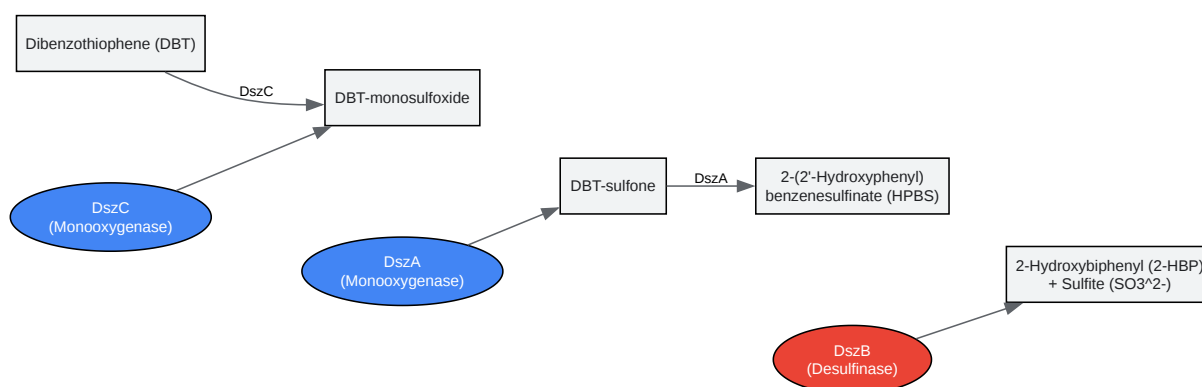 Dibenzothiophene (DBT)
DszC
DBT-monosulfoxide
DszC
(Monooxygenase)
DBT-sulfone
DszA
2-(2'-Hydroxyphenyl)
benzenesulfinate (HPBS)
DszA
(Monooxygenase)
2-Hydroxybiphenyl (2-HBP)
+ Sulfite (SO3^2-)
DszB
(Desulfinase)